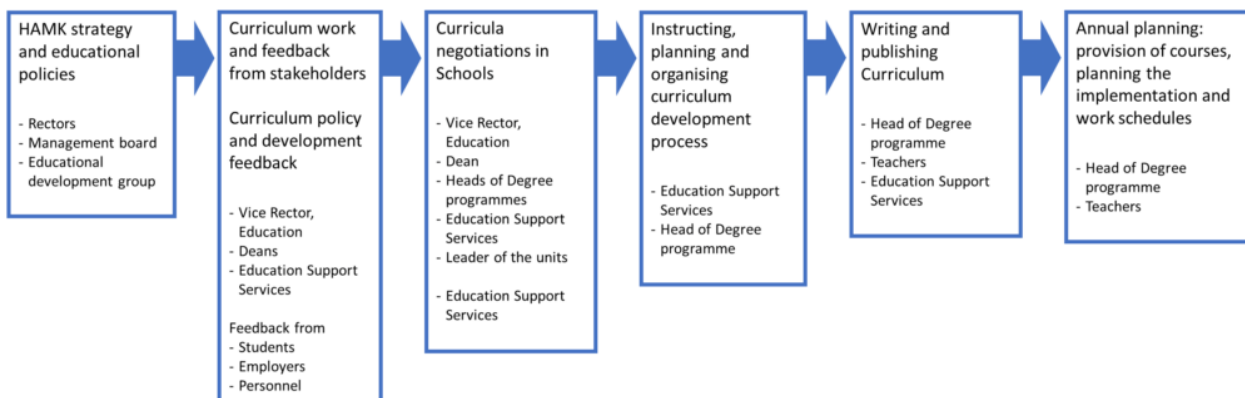 HAMK strategy
and educational
policies
- Rectors
- Management board
- Educational
development group
Curriculum work
and feedback
from stakeholders
Curriculum policy
and development
feedback
- Vice Rector,
Education
- Deans
- Education Support
Services
Feedback from
- Students
- Employers
- Personnel
Curricula
negotiations in
Schools
- Vice Rector,
Education
- Dean
- Heads of Degree
programmes
- Education Support
Services
- Leader of the units
- Education Support
Services
Instructing,
planning and
organising
curriculum
development
process
- Education Support
Services
- Head of Degree
programme
Writing and
publishing
Curriculum
- Head of Degree
programme
- Teachers
- Education Support
Services
Annual planning:
provision of courses,
planning the
implementation and
work schedules
- Head of Degree
programme
- Teachers